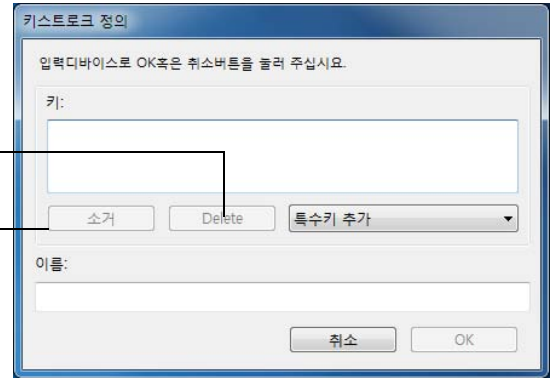 키스트로크 정의
입력디바이스로 OK혹은 취소버튼을 눌러 주십시요.
키:
소거 Delete 특수키 추가
이름:
취소 OK